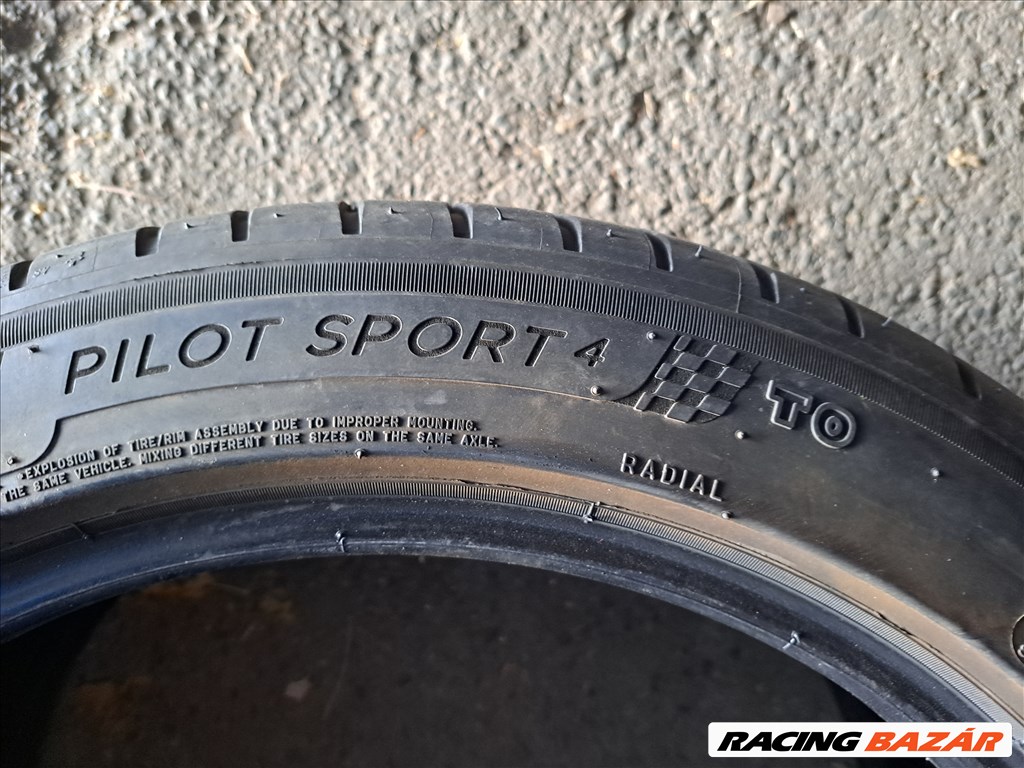 PILOT SPORT 4
TO
•EXPLOSION OF TIRE/RIM ASSEMBLY DUE TO IMPROPER MOUNTING.
THE SAME VEHICLE. MIXING DIFFERENT TIRE SIZES ON THE SAME AXLE.
RADIAL
RACING BAZÁR